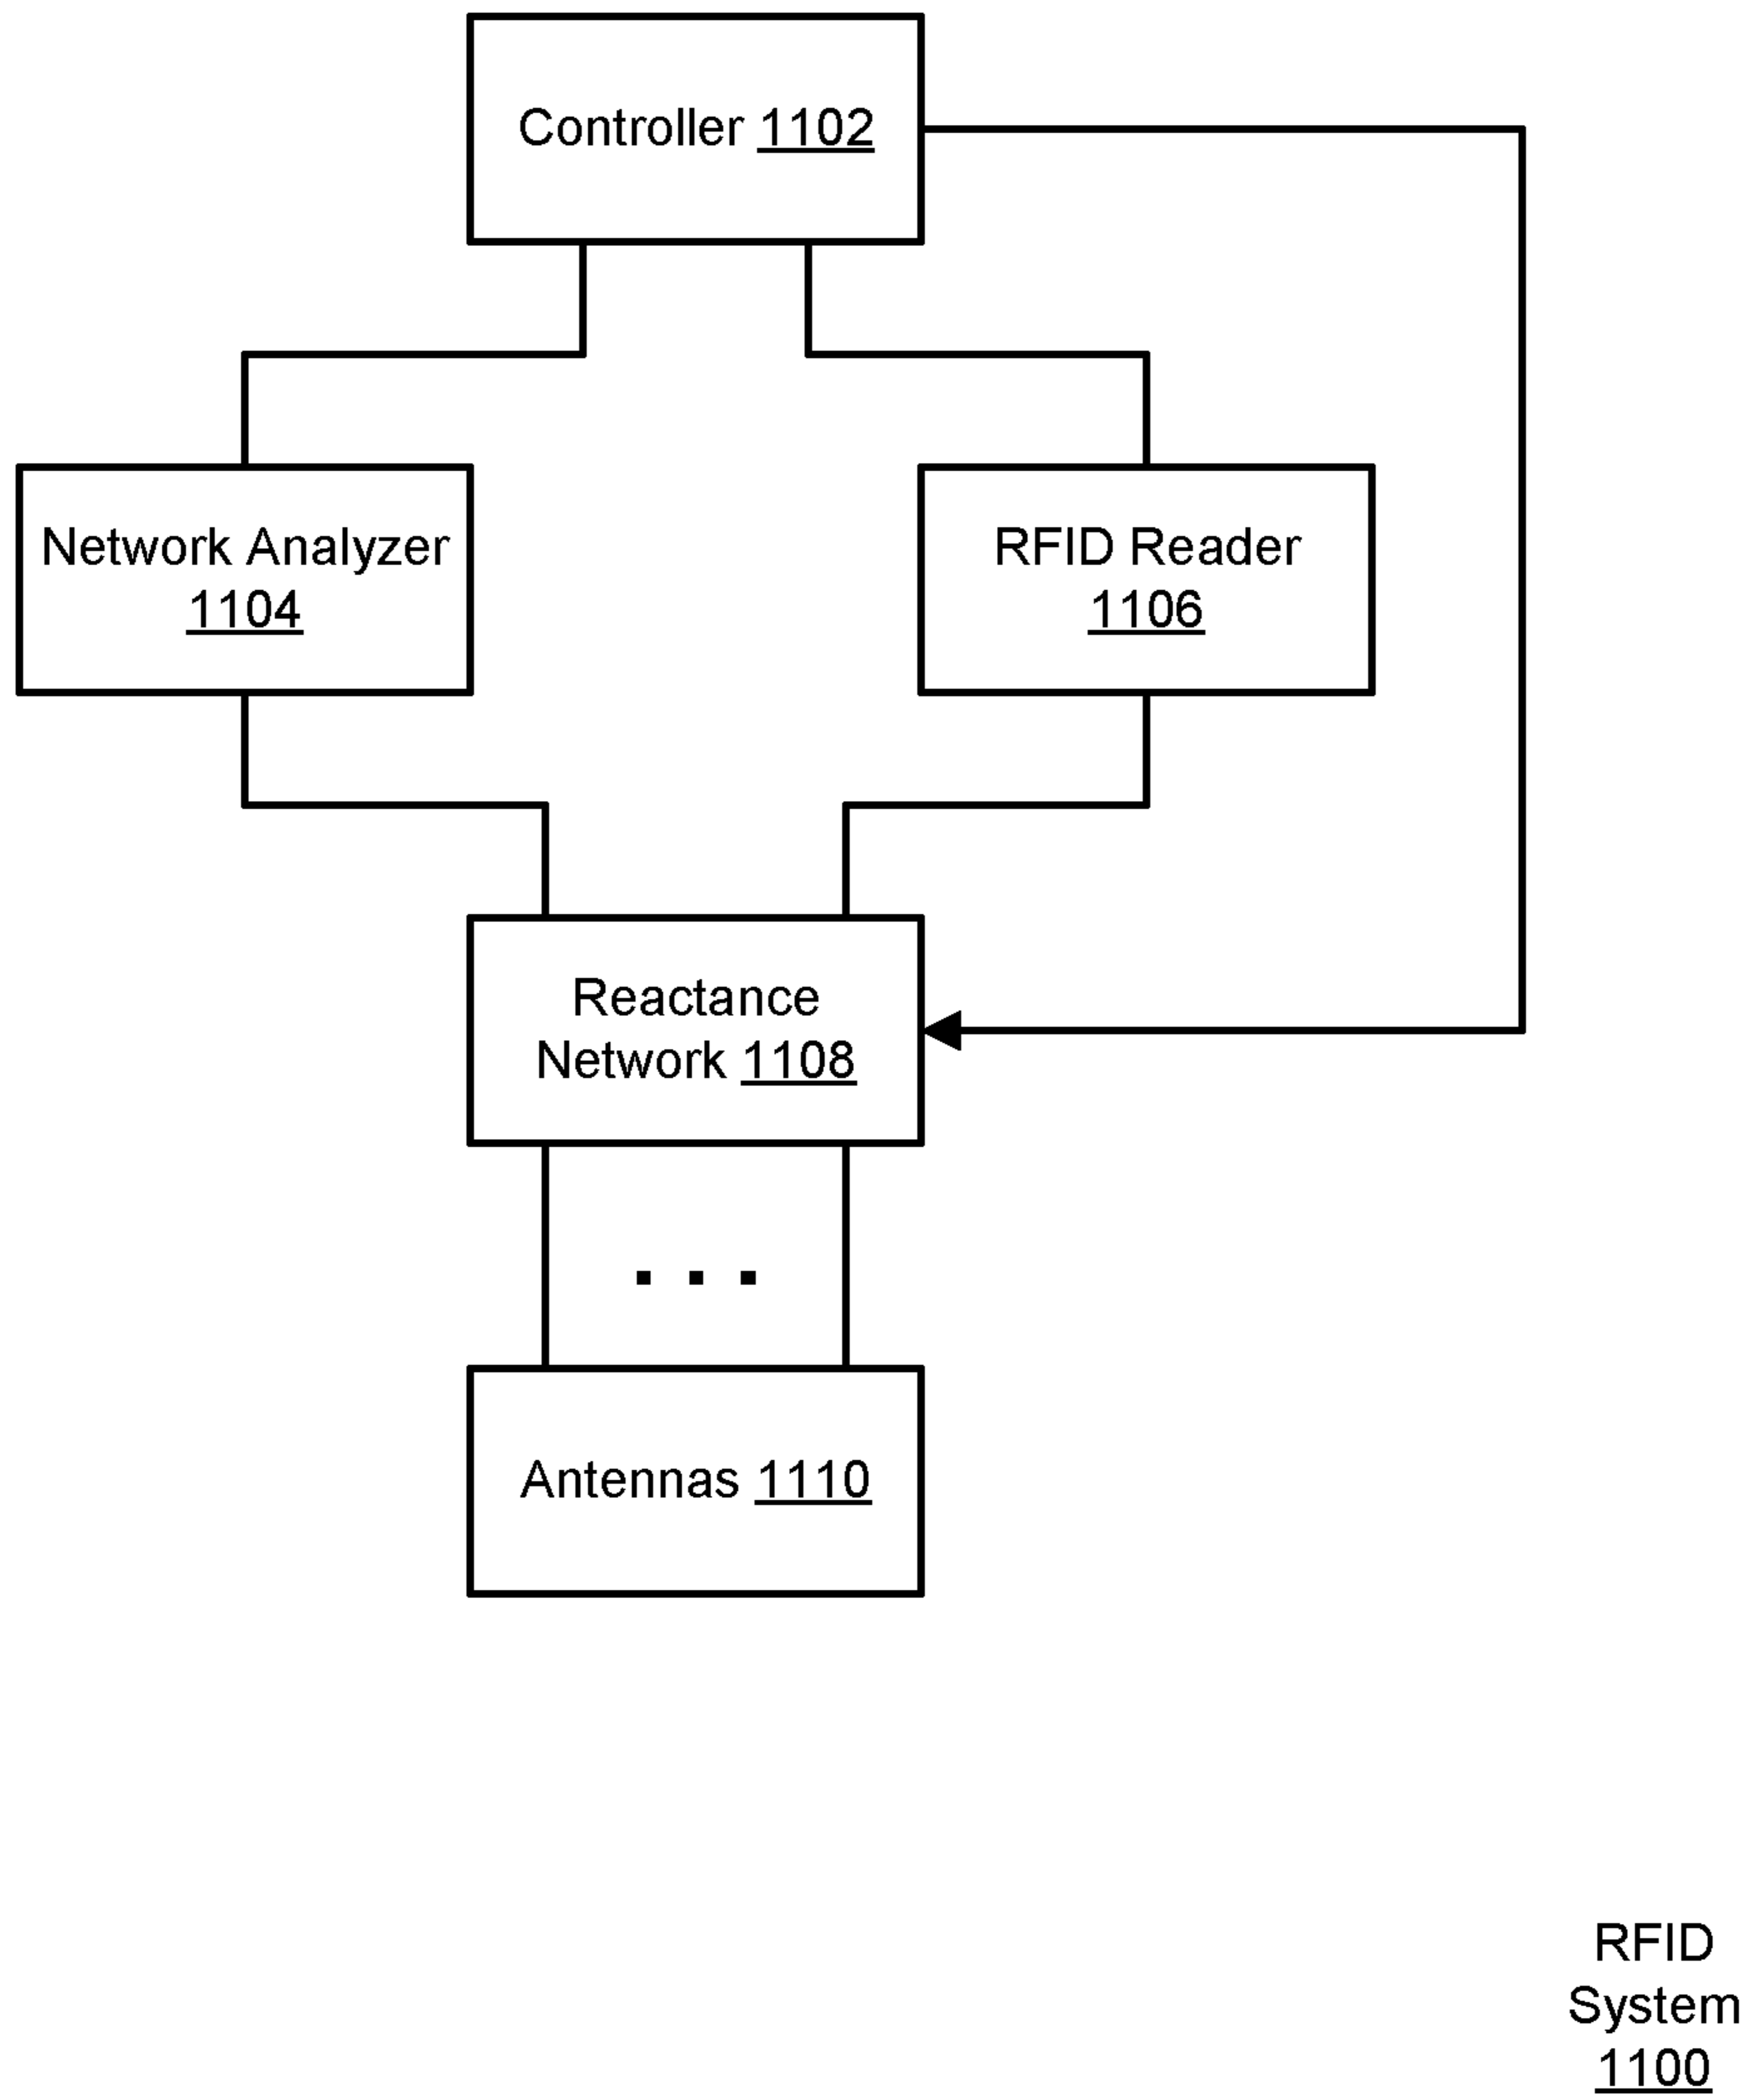 Controller 1102
Network Analyzer
1104
RFID Reader
1106
Reactance
Network 1108
. . .
Antennas 1110
RFID
System
1100